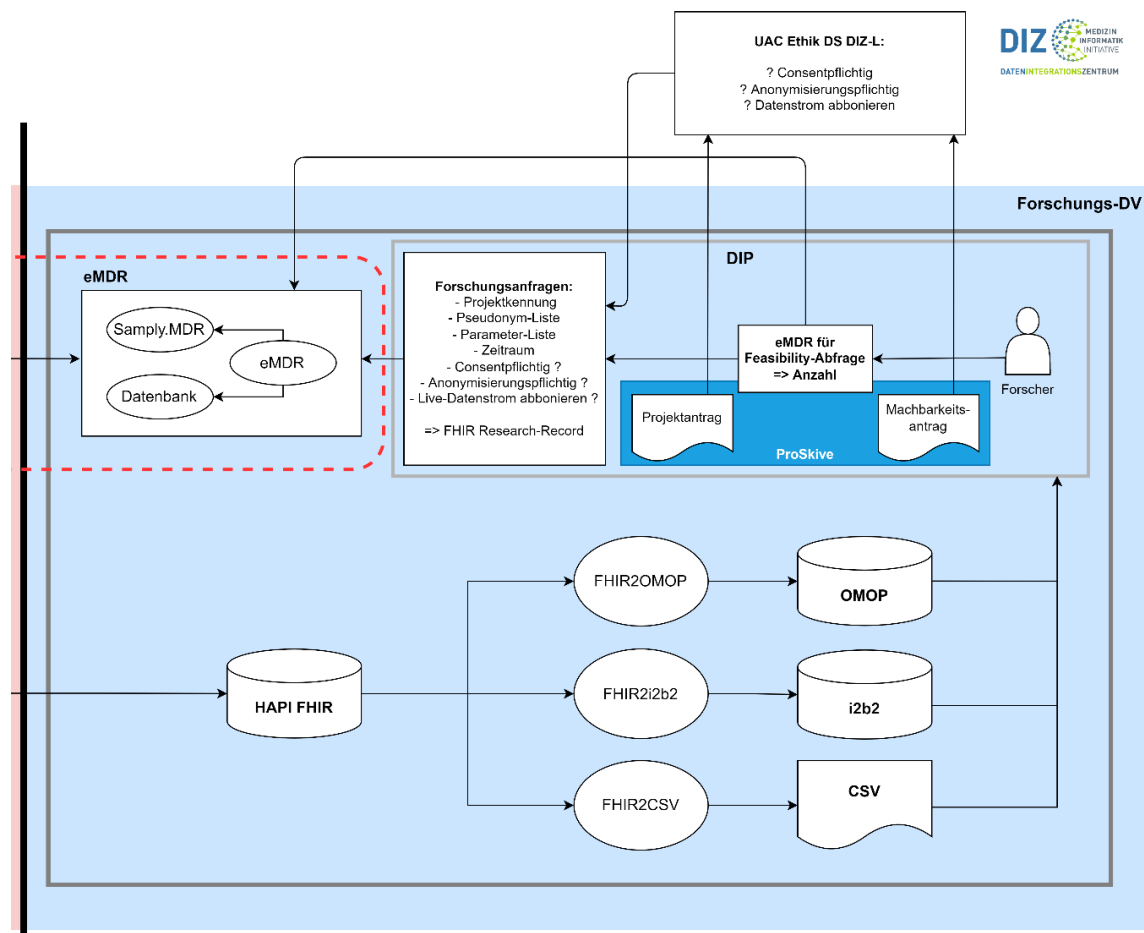 UAC Ethik DS DIZ-L:
? Consentpflichtig
? Anonymisierungspflichtig
? Datenstrom abbonieren
DIZ
MEDIZIN
INFORMATIK
INITIATIVE
DATENINTEGRATIONSZENTRUM
Forschungs-DV
DIP
eMDR
Samply.MDR
eMDR
Datenbank
Forschungsanfragen:
- Projektkennung
- Pseudonym-Liste
- Parameter-Liste
- Zeitraum
- Consentpflichtig ?
- Anonymisierungspflichtig ?
- Live-Datenstrom abbonieren ?
=> FHIR Research-Record
eMDR für
Feasibility-Abfrage
=> Anzahl
Forscher
Projektantrag
Machbarkeits-
antrag
ProSkive
FHIR2OMOP
OMOP
HAPI FHIR
FHIR2i2b2
i2b2
FHIR2CSV
CSV